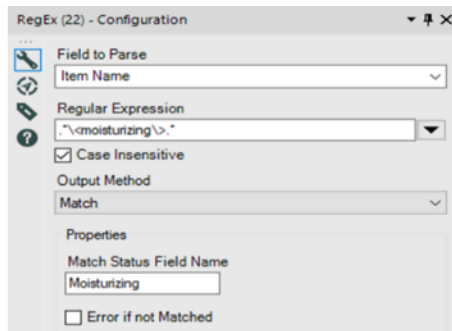 RegEx (22) - Configuration
Field to Parse
Item Name
Regular Expression
.*\<moisturizing\>.*
Case Insensitive
Output Method
Match
Properties
Match Status Field Name
Moisturizing
Error if not Matched